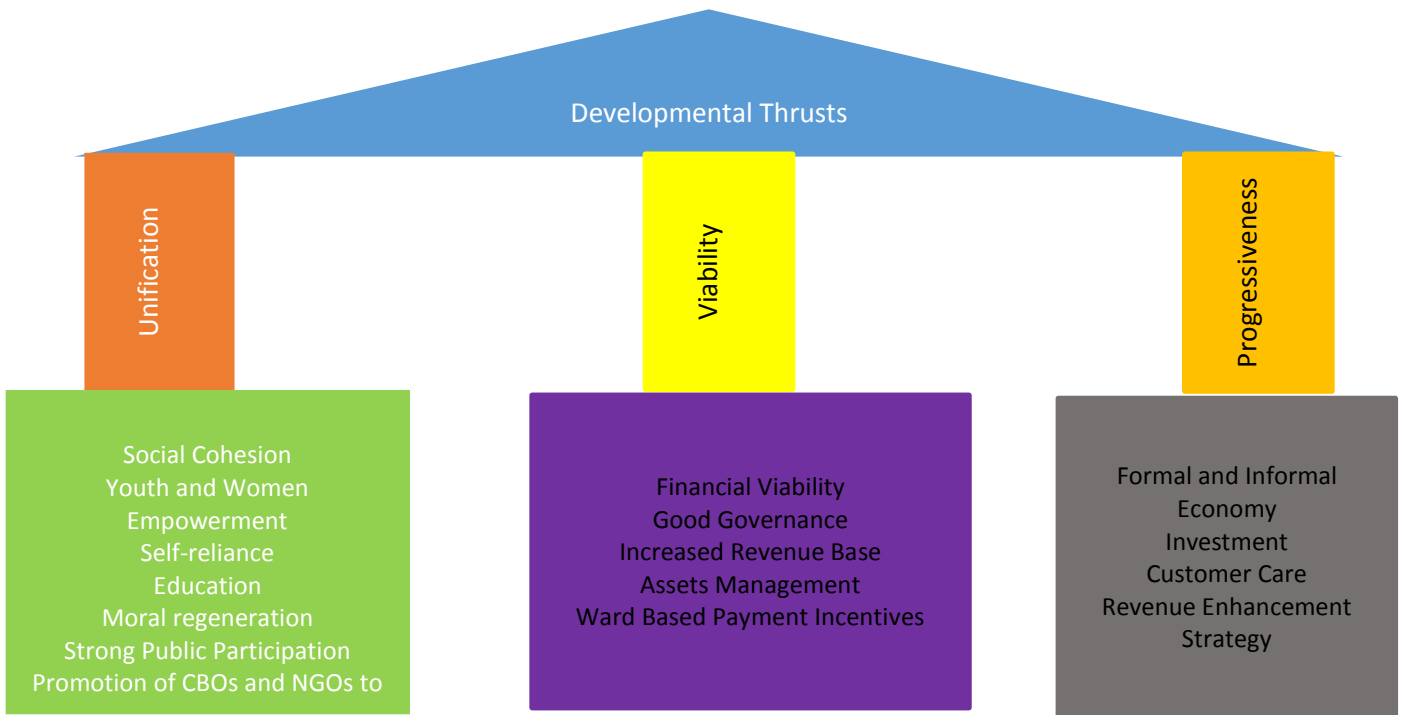 Developmental Thrusts
Unification
Viability
Progressiveness
Social Cohesion
Youth and Women
Empowerment
Self-reliance
Education
Moral regeneration
Strong Public Participation
Promotion of CBOs and NGOs to
Financial Viability
Good Governance
Increased Revenue Base
Assets Management
Ward Based Payment Incentives
Formal and Informal
Economy
Investment
Customer Care
Revenue Enhancement
Strategy